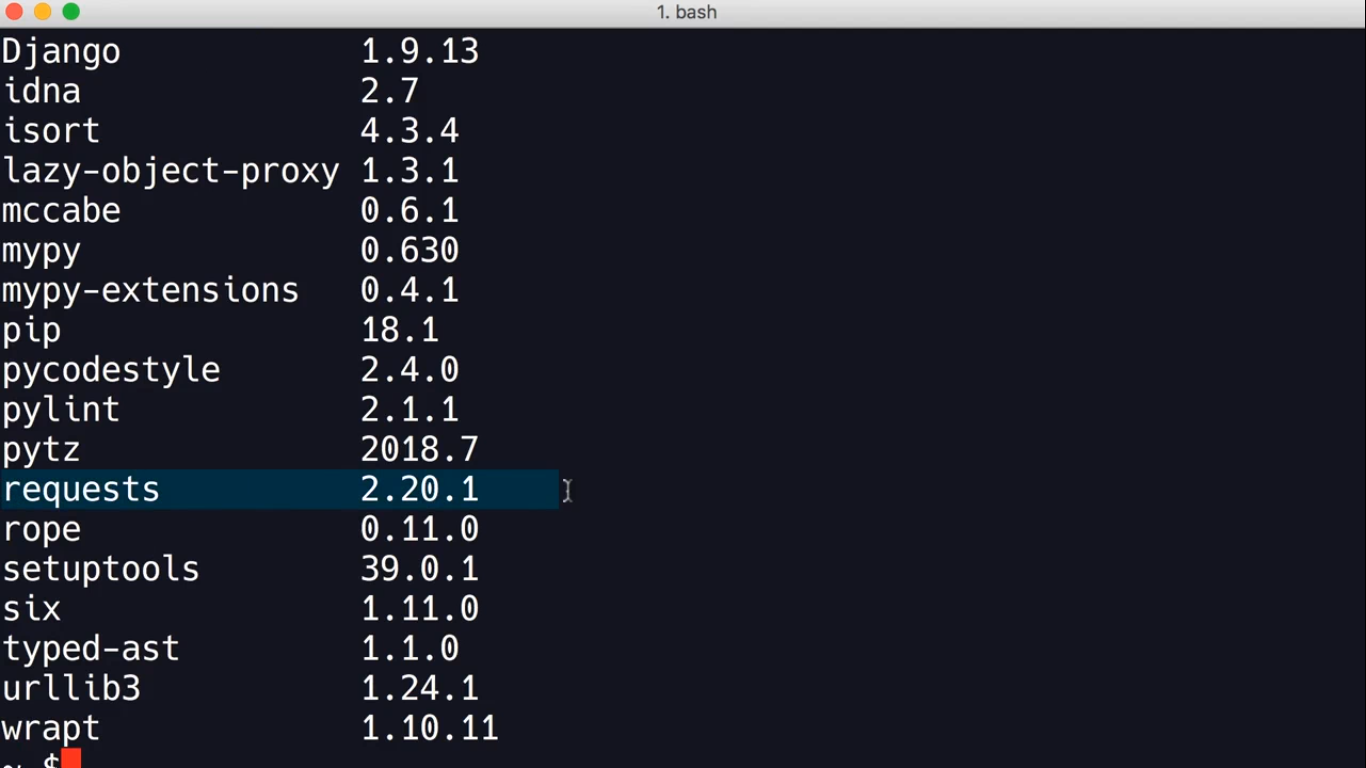 1. bash
Django 1.9.13
idna 2.7
isort 4.3.4
lazy-object-proxy 1.3.1
mccabe 0.6.1
mypy 0.630
mypy-extensions 0.4.1
pip 18.1
pycodestyle 2.4.0
pylint 2.1.1
pytz 2018.7
requests 2.20.1
rope 0.11.0
setuptools 39.0.1
six 1.11.0
typed-ast 1.1.0
urllib3 1.24.1
wrapt 1.10.11
~ $